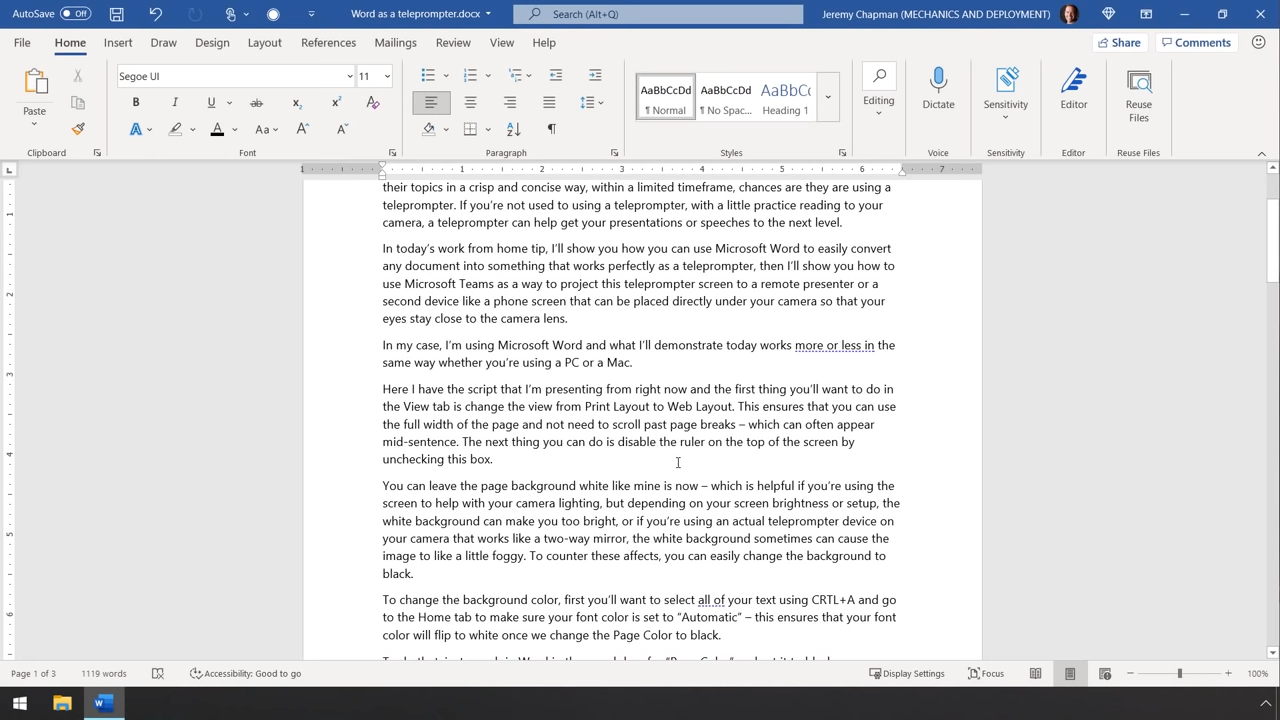 AutoSave Off Word as a teleprompter.docx Search (Alt+Q) Jeremy Chapman (MECHANICS AND DEPLOYMENT)
File Home Insert Draw Design Layout References Mailings Review View Help Share Comments
Paste
Clipboard
Segoe UI 11
Font
Paragraph
AaBbCcDd AaBbCcDd AaBbCc
¶ Normal ¶ No Spac... Heading 1
Styles
Editing
Dictate
Voice
Sensitivity
Sensitivity
Editor
Editor
Reuse Files
Reuse Files
1 1 2 3 4 5 6 7
their topics in a crisp and concise way, within a limited timeframe, chances are they are using a
teleprompter. If you're not used to using a teleprompter, with a little practice reading to your
camera, a teleprompter can help get your presentations or speeches to the next level.
In today's work from home tip, I'll show you how you can use Microsoft Word to easily convert
any document into something that works perfectly as a teleprompter, then I'll show you how to
use Microsoft Teams as a way to project this teleprompter screen to a remote presenter or a
second device like a phone screen that can be placed directly under your camera so that your
eyes stay close to the camera lens.
In my case, I'm using Microsoft Word and what I'll demonstrate today works more or less in the
same way whether you're using a PC or a Mac.
Here I have the script that I'm presenting from right now and the first thing you'll want to do in
the View tab is change the view from Print Layout to Web Layout. This ensures that you can use
the full width of the page and not need to scroll past page breaks – which can often appear
mid-sentence. The next thing you can do is disable the ruler on the top of the screen by
unchecking this box.
You can leave the page background white like mine is now – which is helpful if you're using the
screen to help with your camera lighting, but depending on your screen brightness or setup, the
white background can make you too bright, or if you're using an actual teleprompter device on
your camera that works like a two-way mirror, the white background sometimes can cause the
image to like a little foggy. To counter these affects, you can easily change the background to
black.
To change the background color, first you'll want to select all of your text using CRTL+A and go
to the Home tab to make sure your font color is set to "Automatic" – this ensures that your font
color will flip to white once we change the Page Color to black.
Page 1 of 3 1119 words Accessibility: Good to go Display Settings Focus 100%